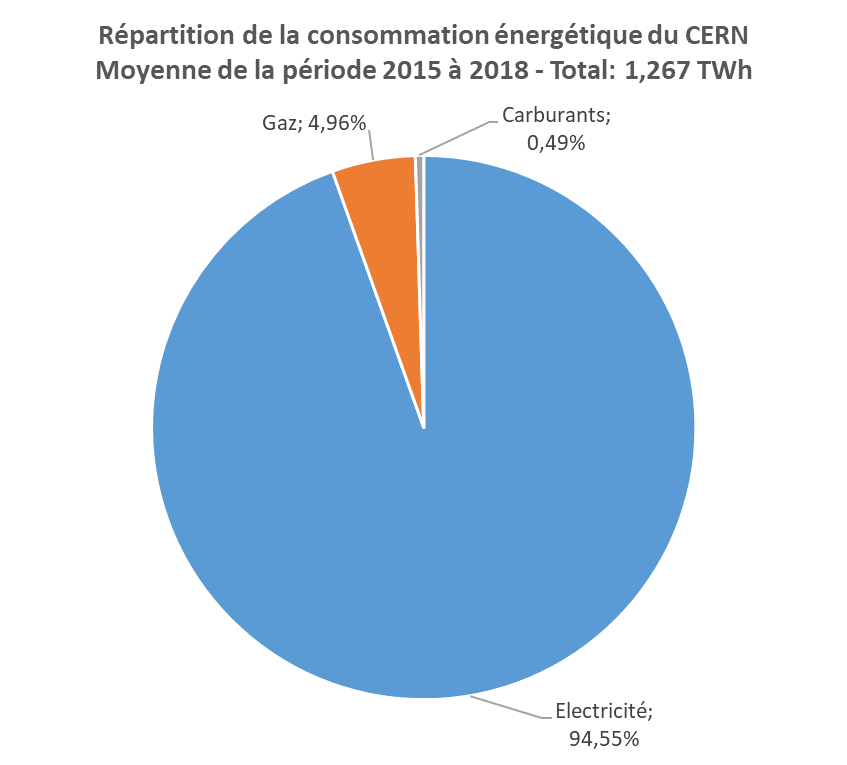 Répartition de la consommation énergétique du CERN
Moyenne de la période 2015 à 2018 - Total: 1,267 TWh
Gaz; 4,96%
Carburants;
0,49%
Electricité;
94,55%